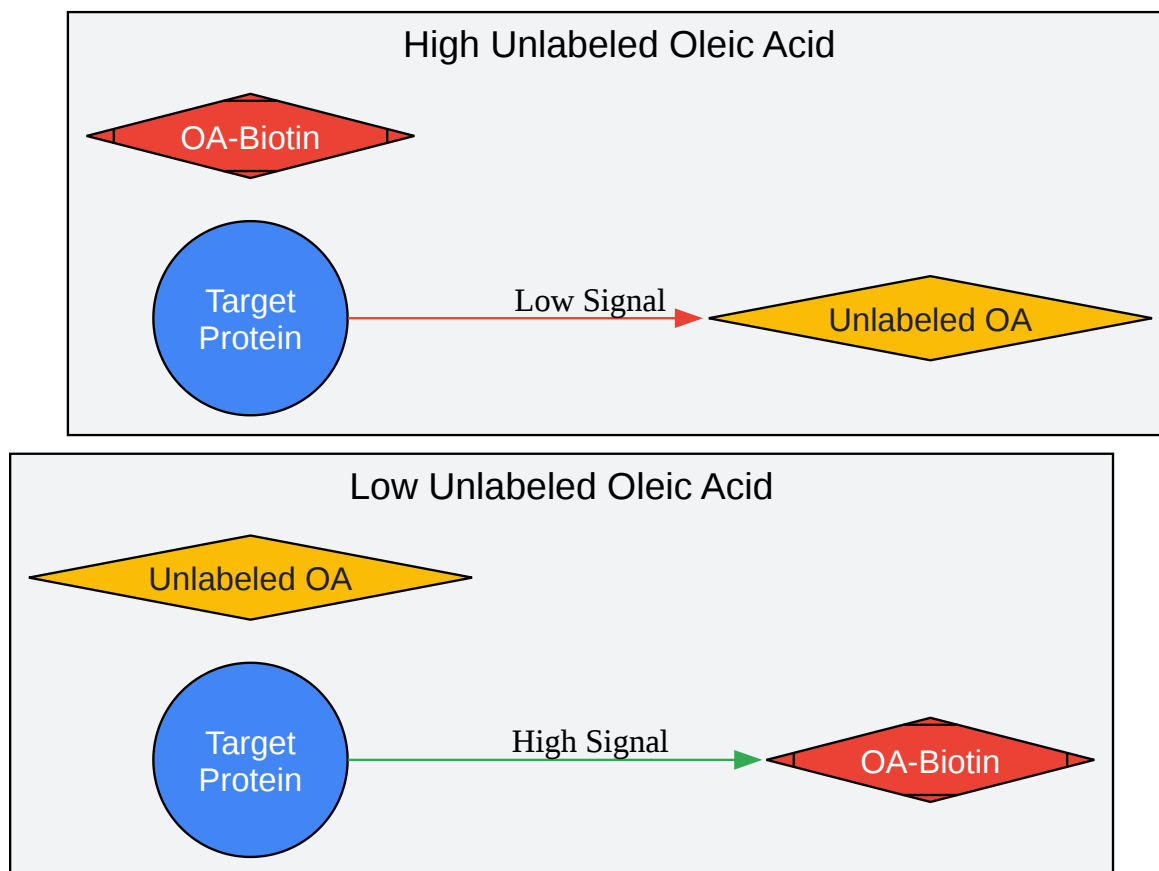 High Unlabeled Oleic Acid
OA-Biotin
Target
Protein
Low Signal
Unlabeled OA
Low Unlabeled Oleic Acid
Unlabeled OA
Target
Protein
High Signal
OA-Biotin